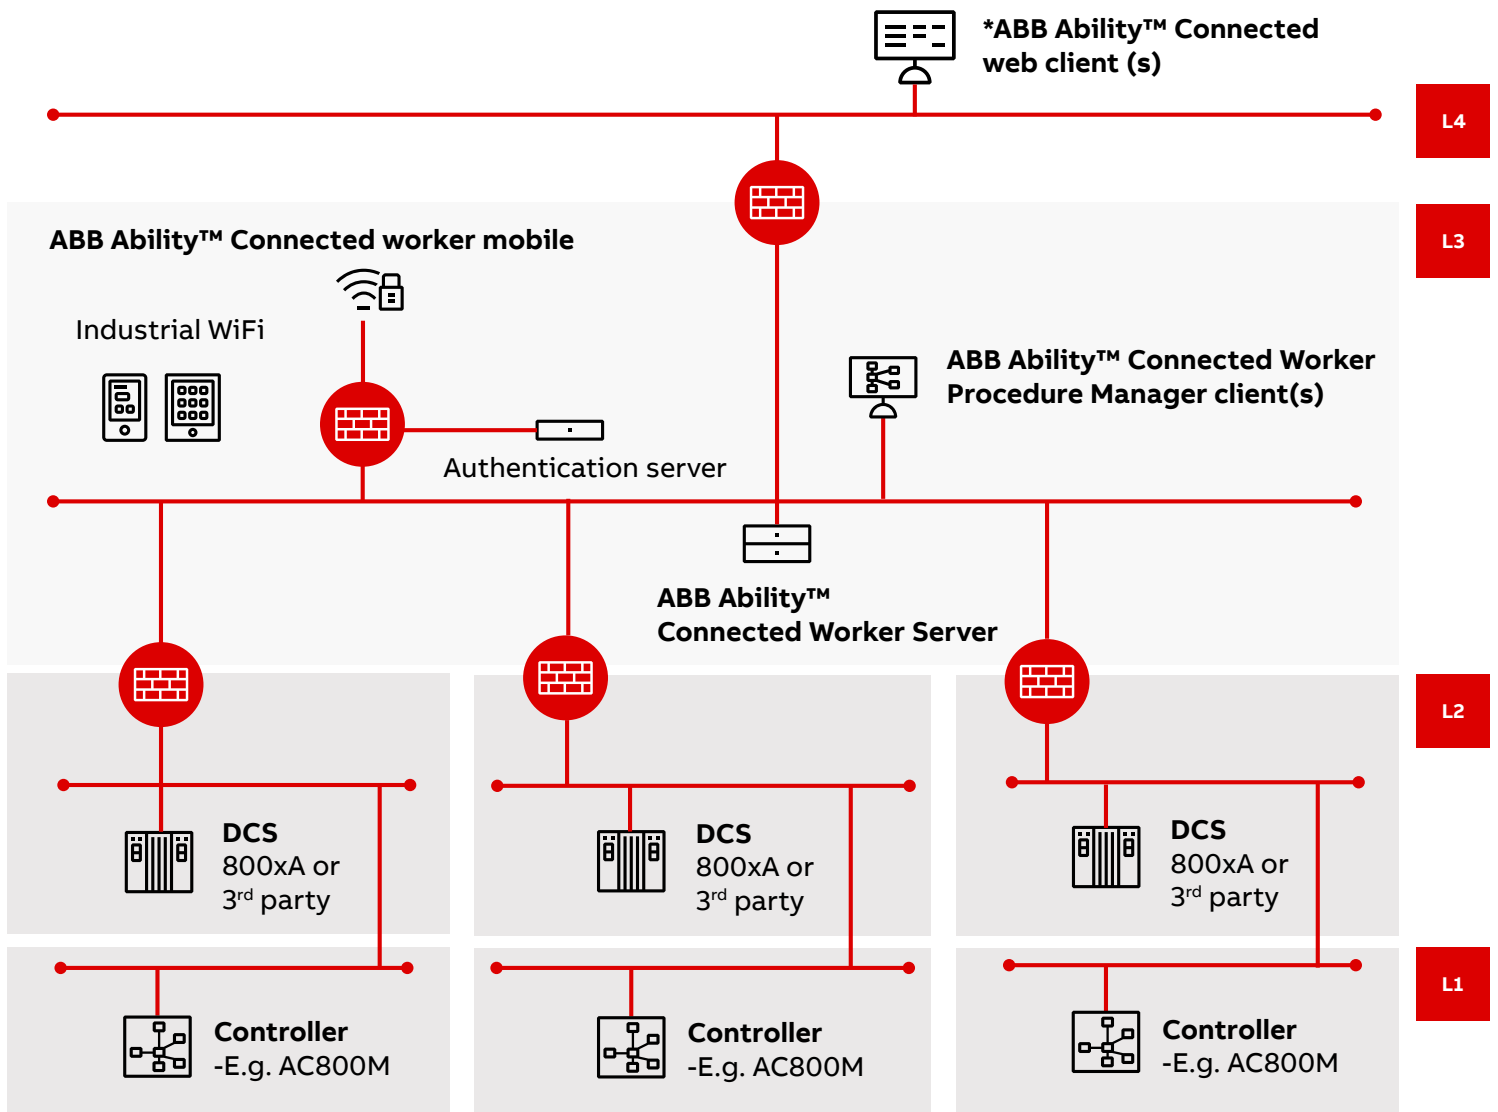 *ABB Ability™ Connected
web client (s)
L4
L3
ABB Ability™ Connected worker mobile
Industrial WiFi
ABB Ability™ Connected Worker
Procedure Manager client(s)
Authentication server
ABB Ability™
Connected Worker Server
L2
DCS
800xA or
3rd party
DCS
800xA or
3rd party
DCS
800xA or
3rd party
L1
Controller
-E.g. AC800M
Controller
-E.g. AC800M
Controller
-E.g. AC800M